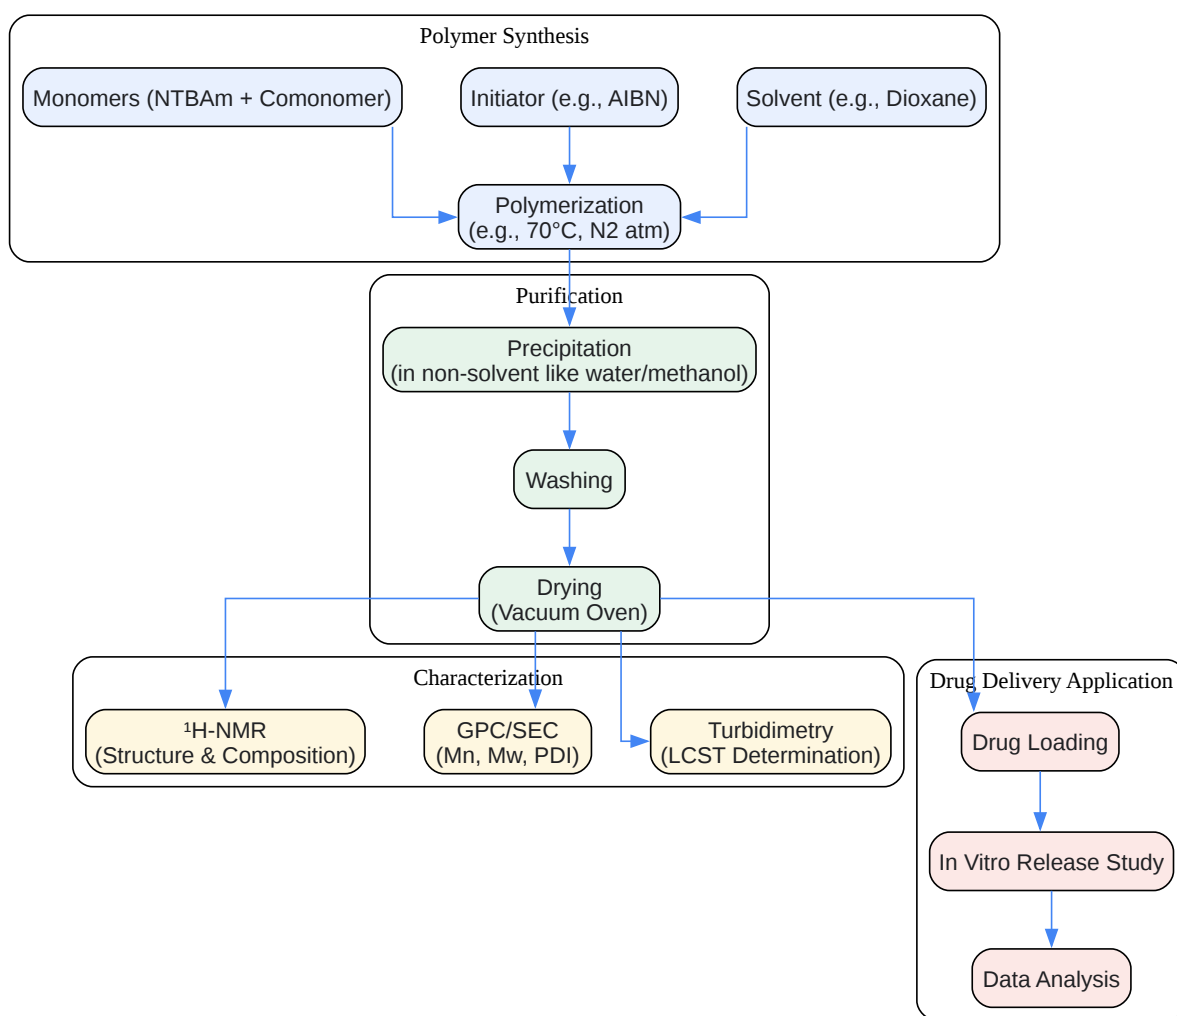 Polymer Synthesis
Monomers (NTBAm + Comonomer)
Initiator (e.g., AIBN)
Solvent (e.g., Dioxane)
Polymerization
(e.g., 70°C, N2 atm)
Purification
Precipitation
(in non-solvent like water/methanol)
Washing
Drying
(Vacuum Oven)
Characterization
¹H-NMR
(Structure & Composition)
GPC/SEC
(Mn, Mw, PDI)
Turbidimetry
(LCST Determination)
Drug Delivery Application
Drug Loading
In Vitro Release Study
Data Analysis